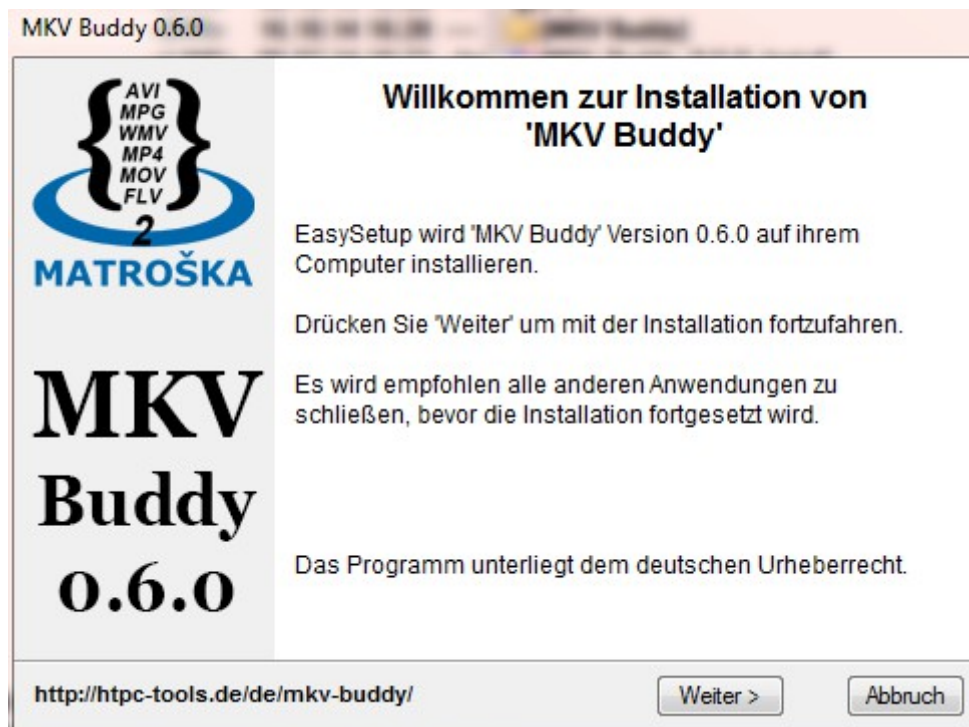 MKV Buddy 0.6.0
AVI
MPG
WMV
MP4
MOV
FLV
2
MATROŠKA
MKV
Buddy
0.6.0
Willkommen zur Installation von
'MKV Buddy'
EasySetup wird 'MKV Buddy' Version 0.6.0 auf ihrem
Computer installieren.
Drücken Sie 'Weiter' um mit der Installation fortzufahren.
Es wird empfohlen alle anderen Anwendungen zu
schließen, bevor die Installation fortgesetzt wird.
Das Programm unterliegt dem deutschen Urheberrecht.
http://htpc-tools.de/de/mkv-buddy/
Weiter >
Abbruch